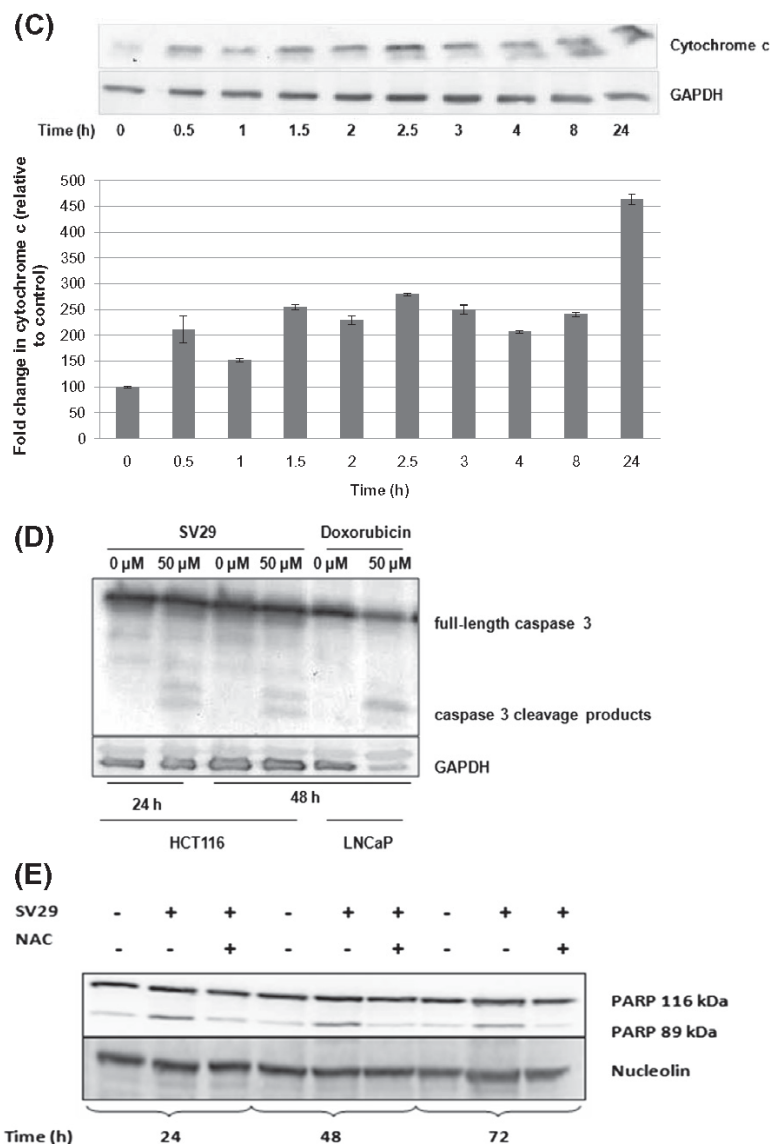 (C)
Cytochrome c
GAPDH
Time (h) 0 0.5 1 1.5 2 2.5 3 4 8 24
Fold change in cytochrome c (relative
to control)
500
450
400
350
300
250
200
150
100
50
0
0 0.5 1 1.5 2 2.5 3 4 8 24
Time (h)
(D)
SV29 Doxorubicin
0 µM 50 µM 0 µM 50 µM 0 µM 50 µM
full-length caspase 3
caspase 3 cleavage products
GAPDH
24 h 48 h
HCT116 LNCaP
(E)
SV29 - + + - + + - + +
NAC - - + - - + - - +
PARP 116 kDa
PARP 89 kDa
Nucleolin
Time (h) 24 48 72